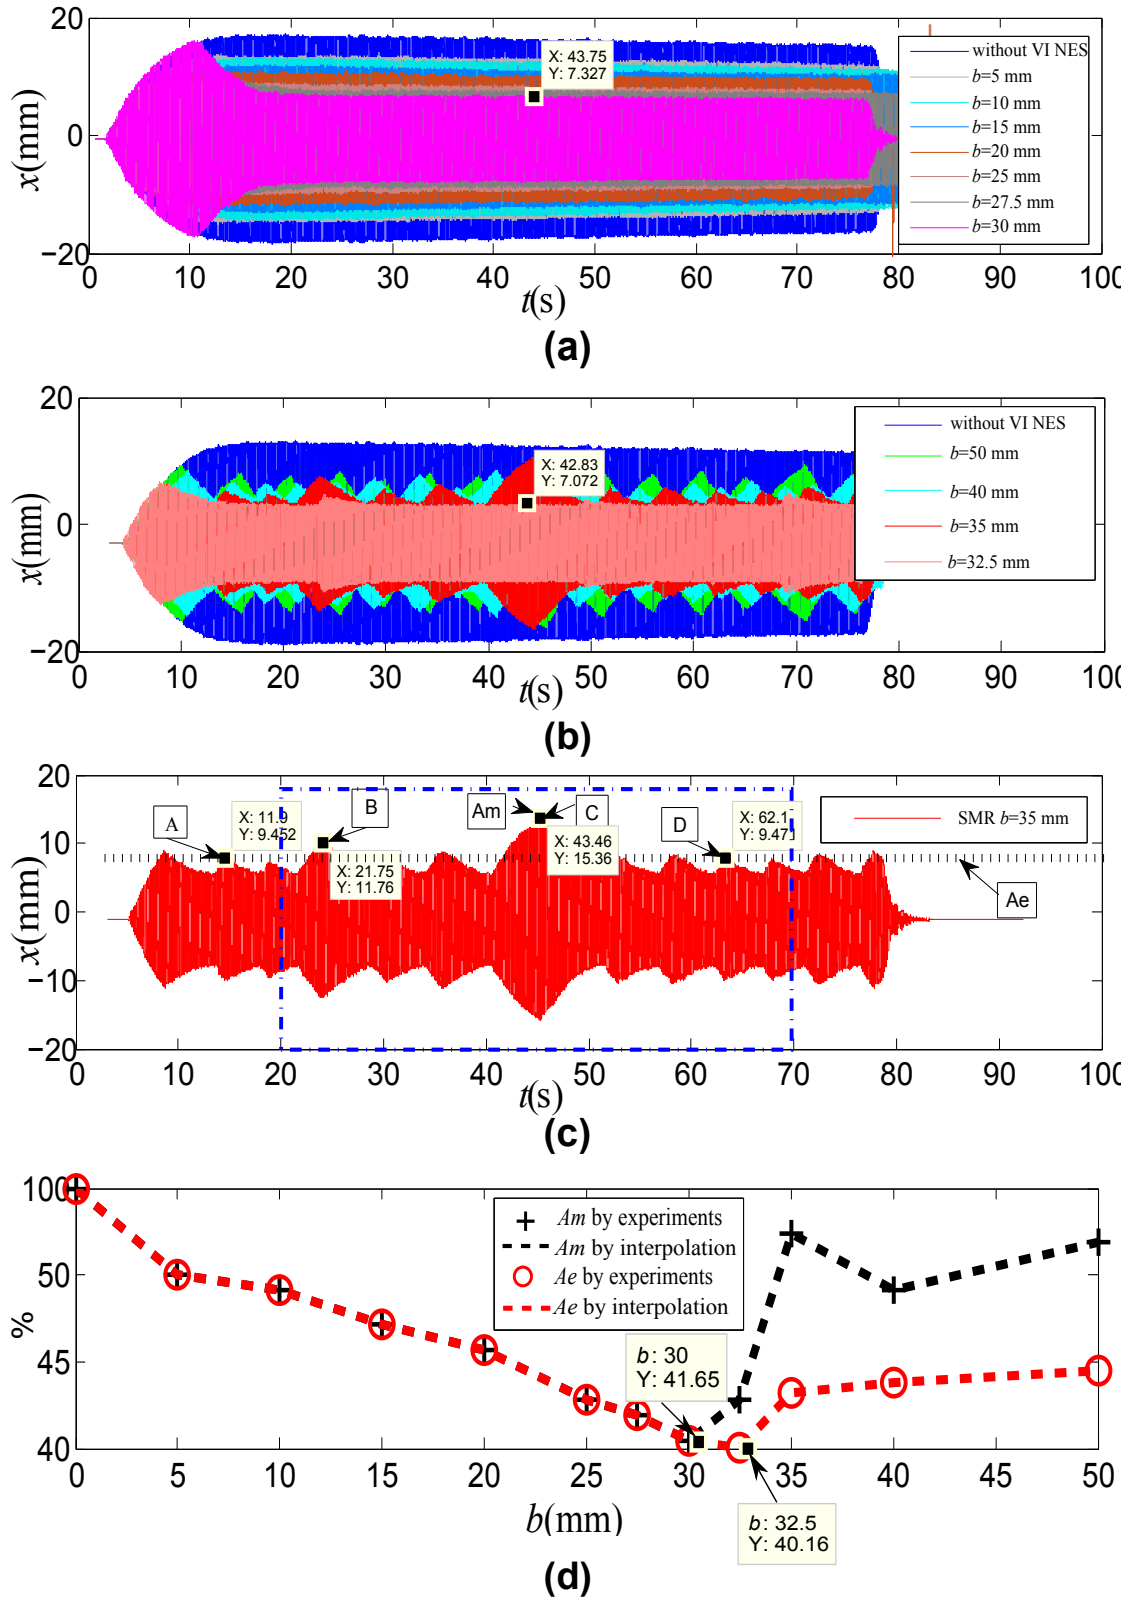 20
10
0
−10
−20
x(mm)
X: 43.75
Y: 7.327
without VI NES
b=5 mm
b=10 mm
b=15 mm
b=20 mm
b=25 mm
b=27.5 mm
b=30 mm
0 10 20 30 40 50 60 70 80 90 100
t(s)
(a)
20
10
0
−10
−20
x(mm)
X: 42.83
Y: 7.072
without VI NES
b=50 mm
b=40 mm
b=35 mm
b=32.5 mm
0 10 20 30 40 50 60 70 80 90 100
t(s)
(b)
20
10
0
−10
−20
x(mm)
A
X: 11.9
Y: 9.452
B
X: 21.75
Y: 11.76
Am
C
X: 43.46
Y: 15.36
D
X: 62.1
Y: 9.471
SMR b=35 mm
Ae
0 10 20 30 40 50 60 70 80 90 100
t(s)
(c)
100
50
45
40
%
Am by experiments
Am by interpolation
Ae by experiments
Ae by interpolation
b: 30
Y: 41.65
b: 32.5
Y: 40.16
0 5 10 15 20 25 30 35 40 45 50
b(mm)
(d)